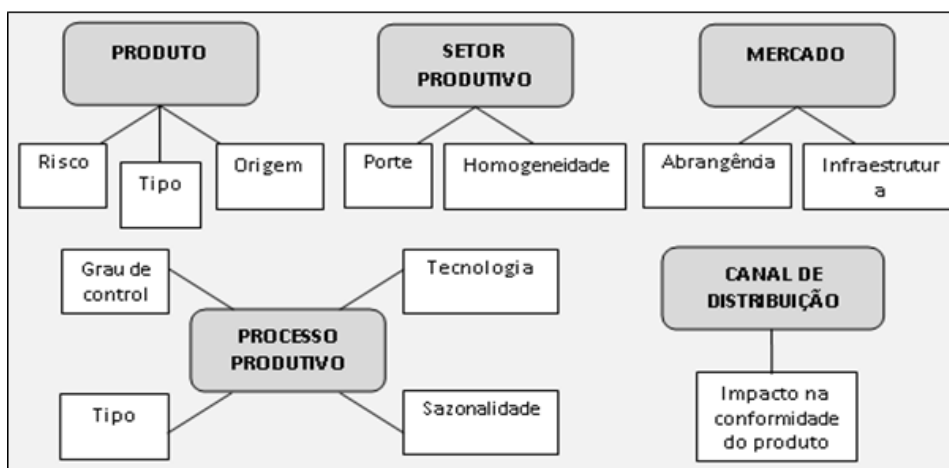 PRODUTO
SETOR
PRODUTIVO
MERCADO
Risco
Tipo
Origem
Porte
Homogeneidade
Abrangência
Infraestrutur
a
Grau de
control
Tecnologia
PROCESSO
PRODUTIVO
Tipo
Sazonalidade
CANAL DE
DISTRIBUIÇÃO
Impacto na
conformidade
do produto